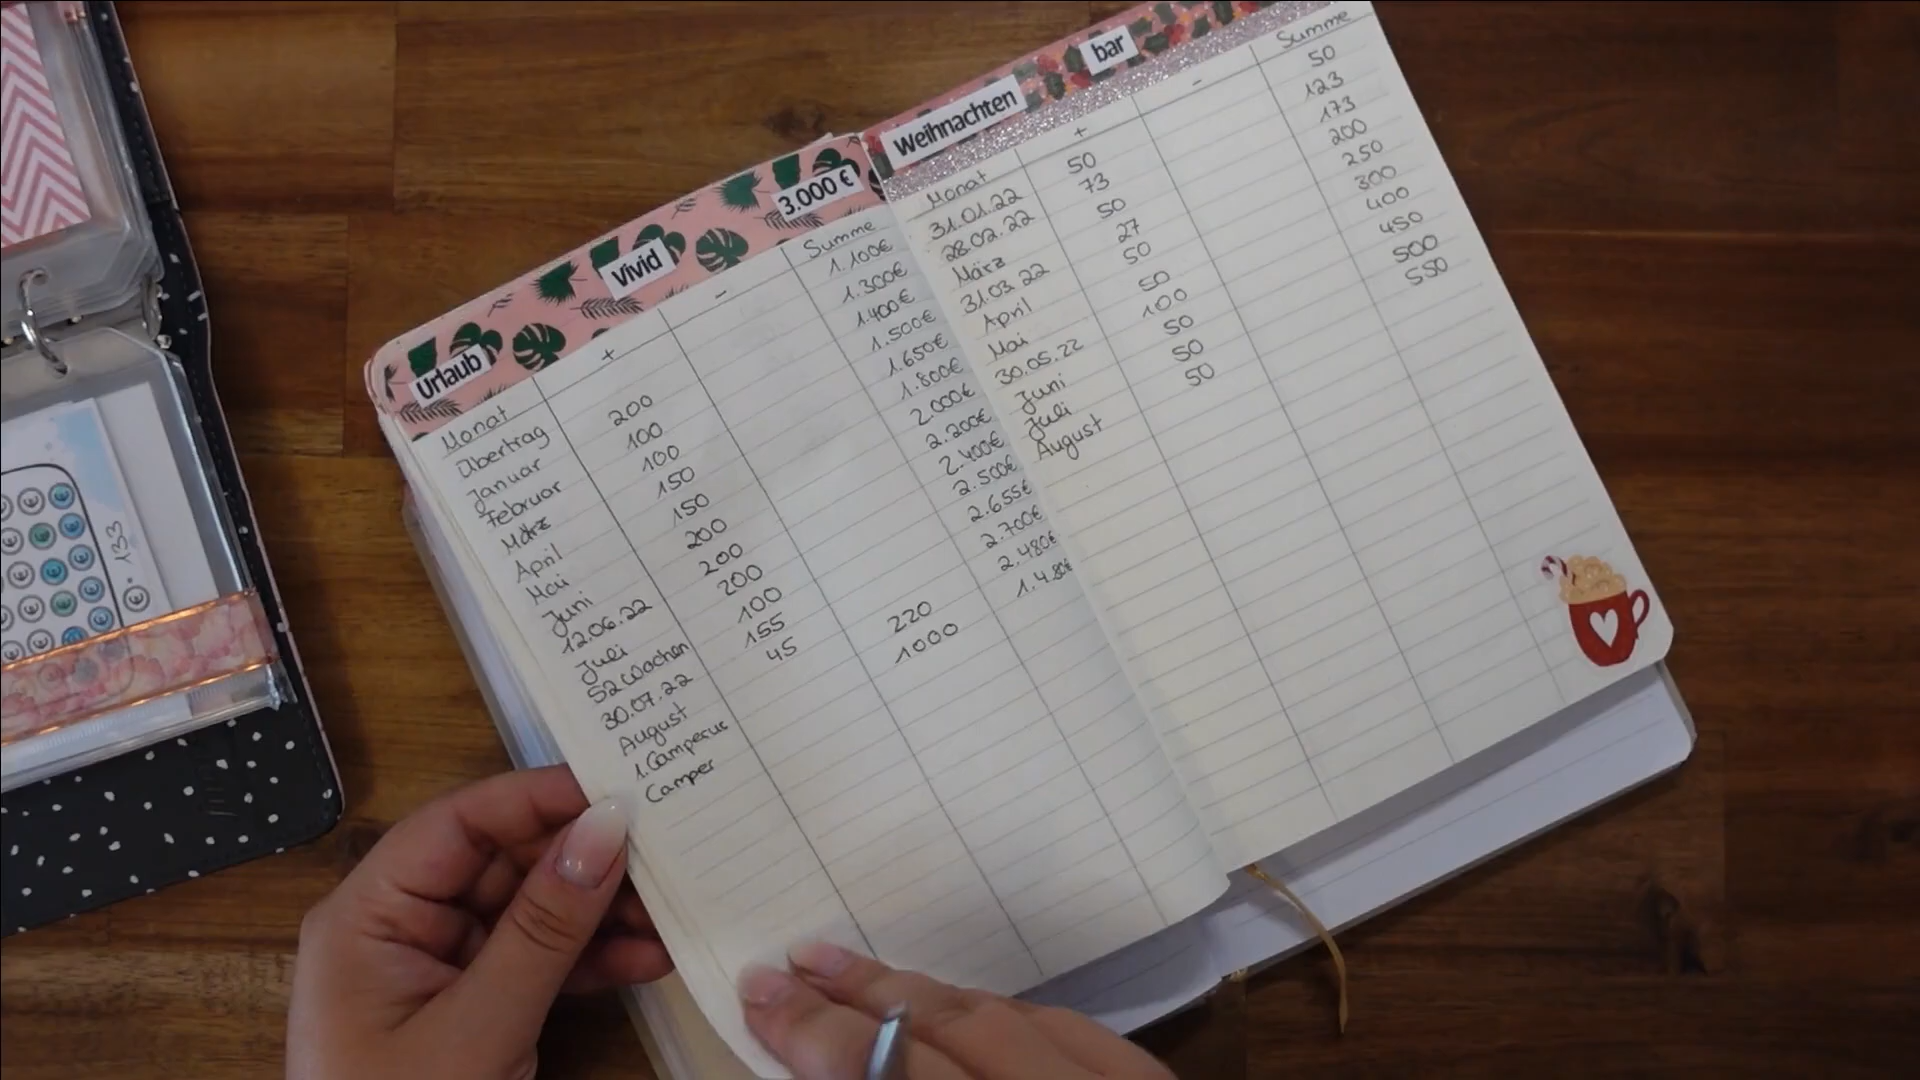 Urlaub Vivid 3.000 €
Monat + - Summe
Übertrag 1.100€
Januar 200 1.300€
Februar 100 1.400€
März 100 1.500€
April 150 1.650€
Mai 150 1.800€
Juni 200 2.000€
12.06.22 200 2.200€
Juli 200 2.400€
52 Wochen 100 2.500€
30.07.22 155 2.655€
August 45 2.700€
1. 220 2.480€
Camper 1000 1.480€
Weihnachten bar
Monat + - Summe
31.01.22 50 50
28.02.22 73 123
März 50 173
31.03.22 27 200
April 50 250
Mai 50 300
30.05.22 100 400
Juni 50 450
Juli 50 500
August 50 550
133